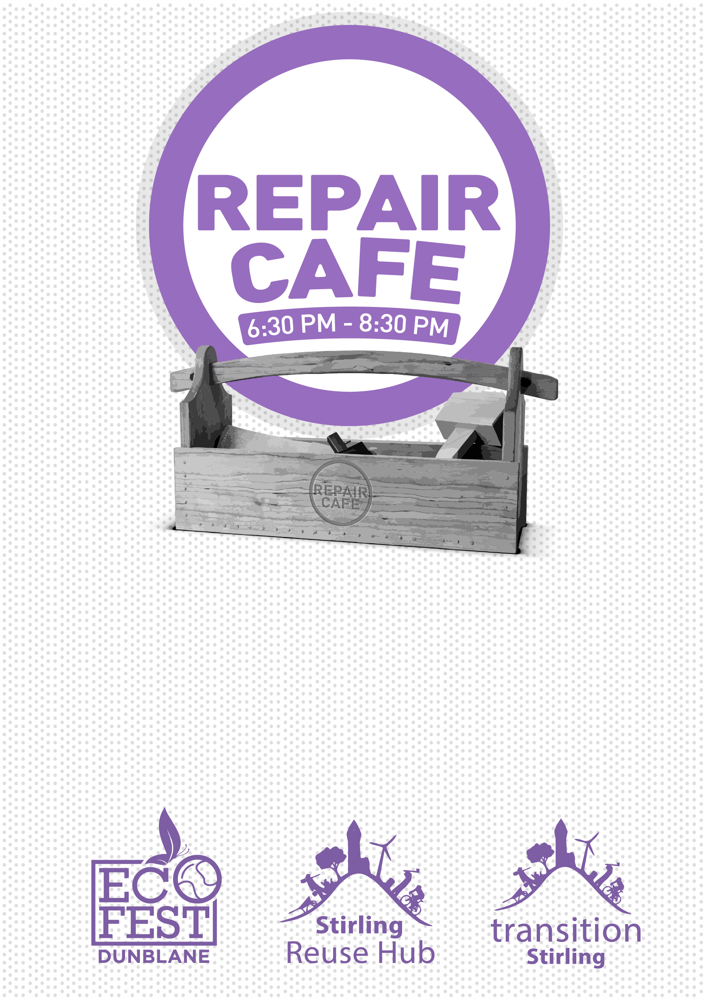 REPAIR
CAFE
6:30 PM - 8:30 PM
REPAIR
CAFE
ECO
FEST
DUNBLANE
Stirling
Reuse Hub
transition
Stirling